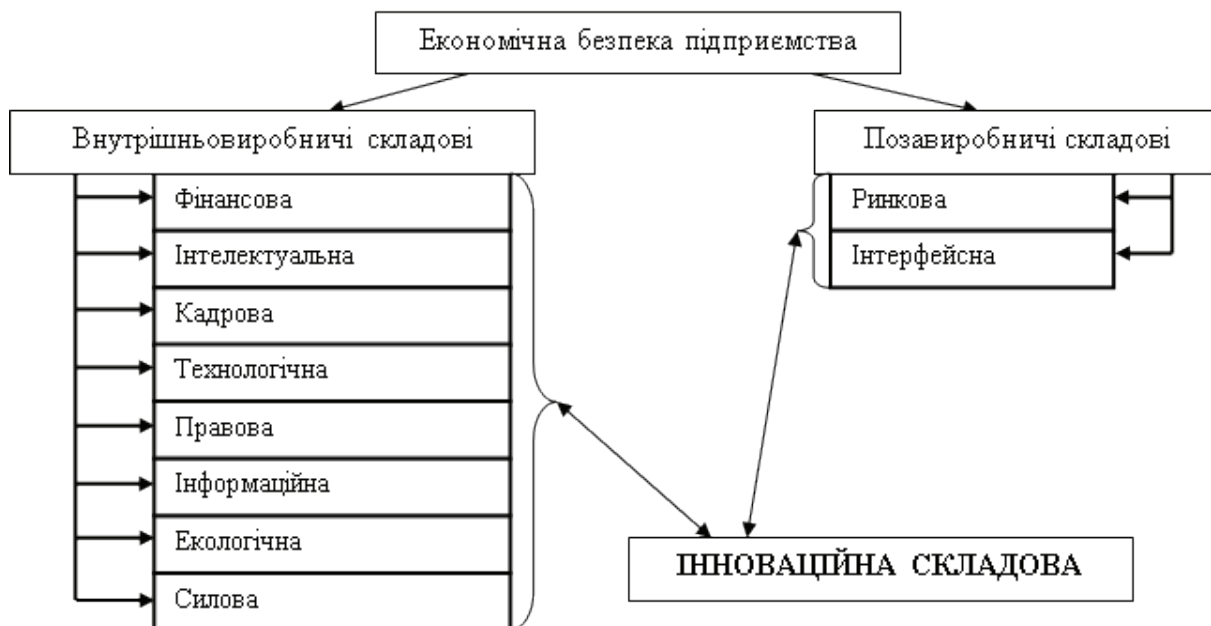 Економічна безпека підприємства
Внутрішньовиробничі складові
Фінансова
Інтелектуальна
Кадрова
Технологічна
Правова
Інформаційна
Екологічна
Силова
Позавиробничі складові
Ринкова
Інтерфейсна
ІННОВАЦІЙНА СКЛАДОВА